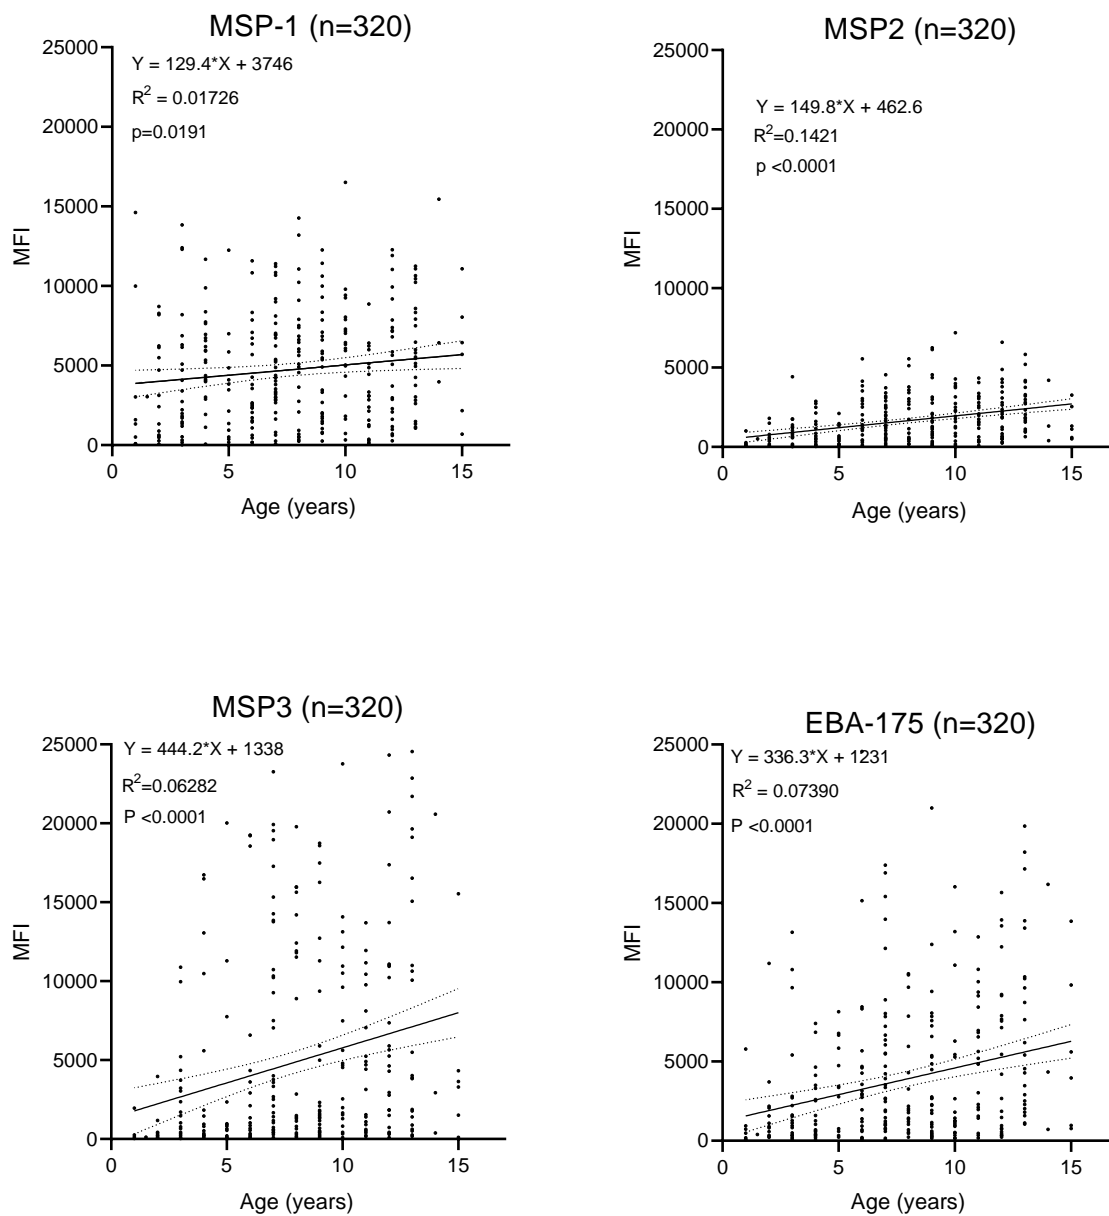 MSP-1 (n=320)
25000
Y = 129.4*X + 3746
R² = 0.01726
p=0.0191
20000
15000
10000
5000
0
MFI
0 5 10 15
Age (years)
MSP2 (n=320)
25000
Y = 149.8*X + 462.6
R²=0.1421
p <0.0001
20000
15000
10000
5000
0
MFI
0 5 10 15
Age (years)
MSP3 (n=320)
25000
Y = 444.2*X + 1338
R²=0.06282
P <0.0001
20000
15000
10000
5000
0
MFI
0 5 10 15
Age (years)
EBA-175 (n=320)
25000
Y = 336.3*X + 1231
R² = 0.07390
P <0.0001
20000
15000
10000
5000
0
MFI
0 5 10 15
Age (years)